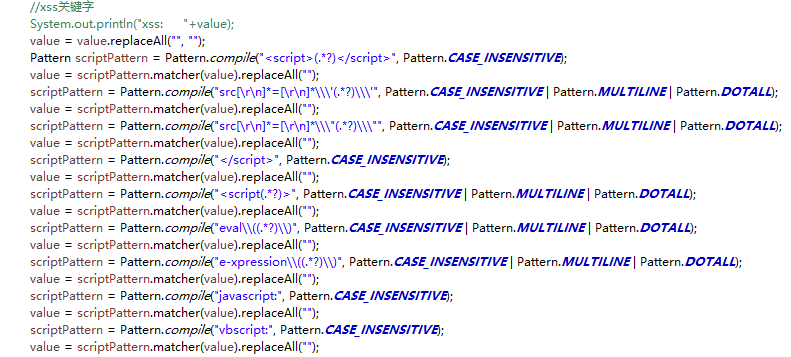 //xss关键字
System.out.println("xss:      "+value);
value = value.replaceAll("", "");
Pattern scriptPattern = Pattern.compile("<script>(.*?)</script>", Pattern.CASE_INSENSITIVE);
value = scriptPattern.matcher(value).replaceAll("");
scriptPattern = Pattern.compile("src[\r\n]*=[\r\n]*\\\'(.*?)\\\'", Pattern.CASE_INSENSITIVE | Pattern.MULTILINE | Pattern.DOTALL);
value = scriptPattern.matcher(value).replaceAll("");
scriptPattern = Pattern.compile("src[\r\n]*=[\r\n]*\\\"(.*?)\\\"", Pattern.CASE_INSENSITIVE | Pattern.MULTILINE | Pattern.DOTALL);
value = scriptPattern.matcher(value).replaceAll("");
scriptPattern = Pattern.compile("</script>", Pattern.CASE_INSENSITIVE);
value = scriptPattern.matcher(value).replaceAll("");
scriptPattern = Pattern.compile("<script(.*?)>", Pattern.CASE_INSENSITIVE | Pattern.MULTILINE | Pattern.DOTALL);
value = scriptPattern.matcher(value).replaceAll("");
scriptPattern = Pattern.compile("eval\\((.*?)\\)", Pattern.CASE_INSENSITIVE | Pattern.MULTILINE | Pattern.DOTALL);
value = scriptPattern.matcher(value).replaceAll("");
scriptPattern = Pattern.compile("e-xpression\\((.*?)\\)", Pattern.CASE_INSENSITIVE | Pattern.MULTILINE | Pattern.DOTALL);
value = scriptPattern.matcher(value).replaceAll("");
scriptPattern = Pattern.compile("javascript:", Pattern.CASE_INSENSITIVE);
value = scriptPattern.matcher(value).replaceAll("");
scriptPattern = Pattern.compile("vbscript:", Pattern.CASE_INSENSITIVE);
value = scriptPattern.matcher(value).replaceAll("");